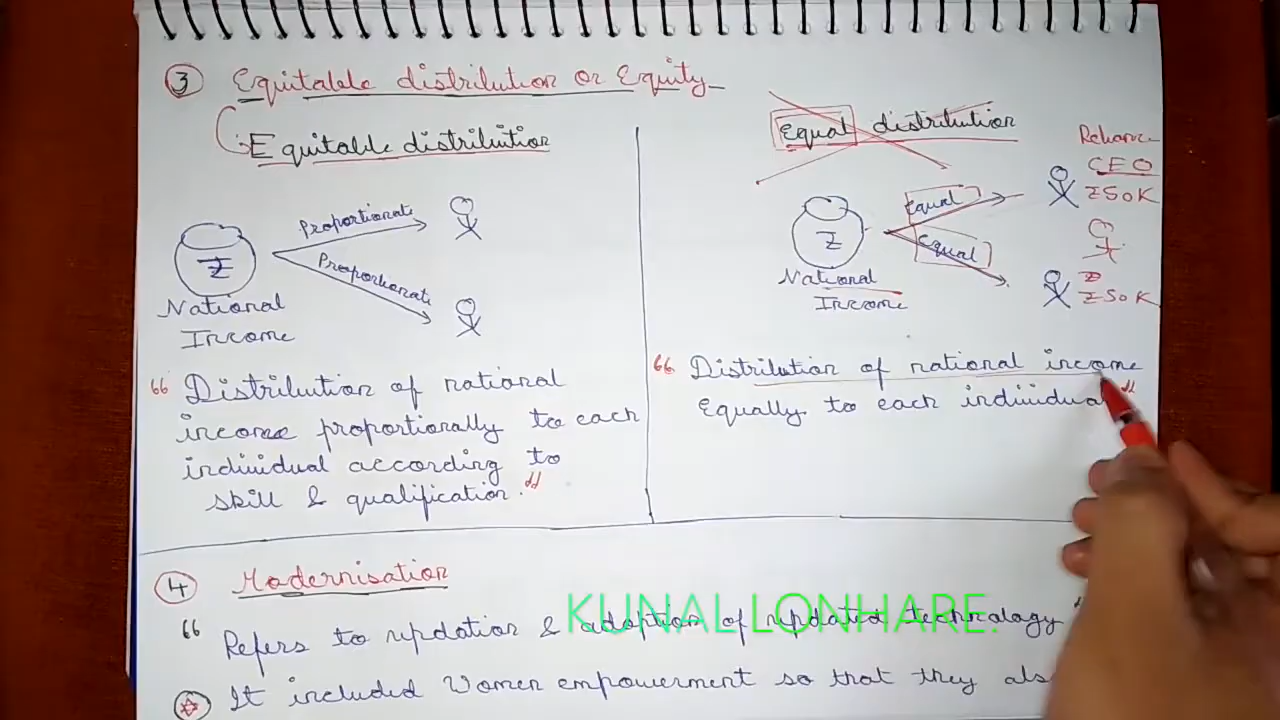 3 Equitable distribution or Equity
Equitable distribution
Proportionate
Proportionate
National
Income
“ Distribution of national
income proportionally to each
individual according to
skill & qualification. ”
Equal distribution
Reliance
CEO
equal
250K
equal
250K
National
Income
“ Distribution of national income
Equally to each individual ”
4 Modernisation
“ Refers to updation & adoption of updated technology
It included Women empowerment so that they als
KUNAL LONHARE.